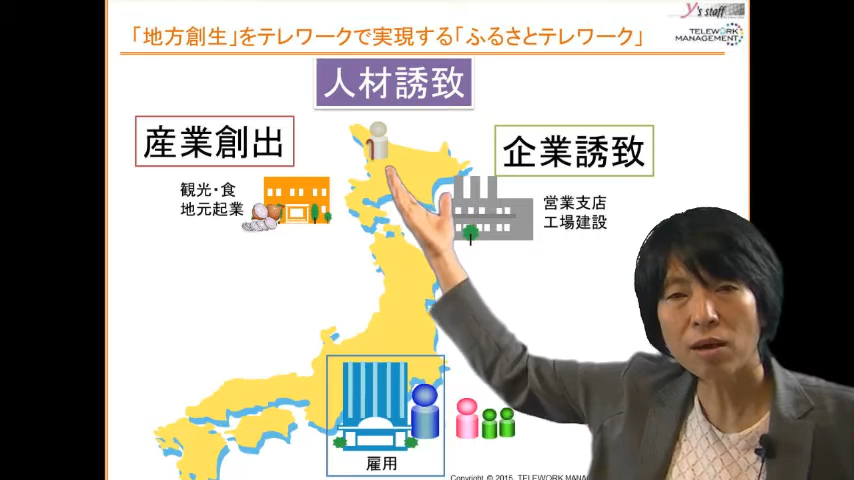 y's staff
「地方創生」をテレワークで実現する「ふるさとテレワーク」
TELEWORK
MANAGEMENT
人材誘致
産業創出
企業誘致
観光・食
地元起業
営業支店
工場建設
雇用
Copyright © 2015 TELEWORK MANA